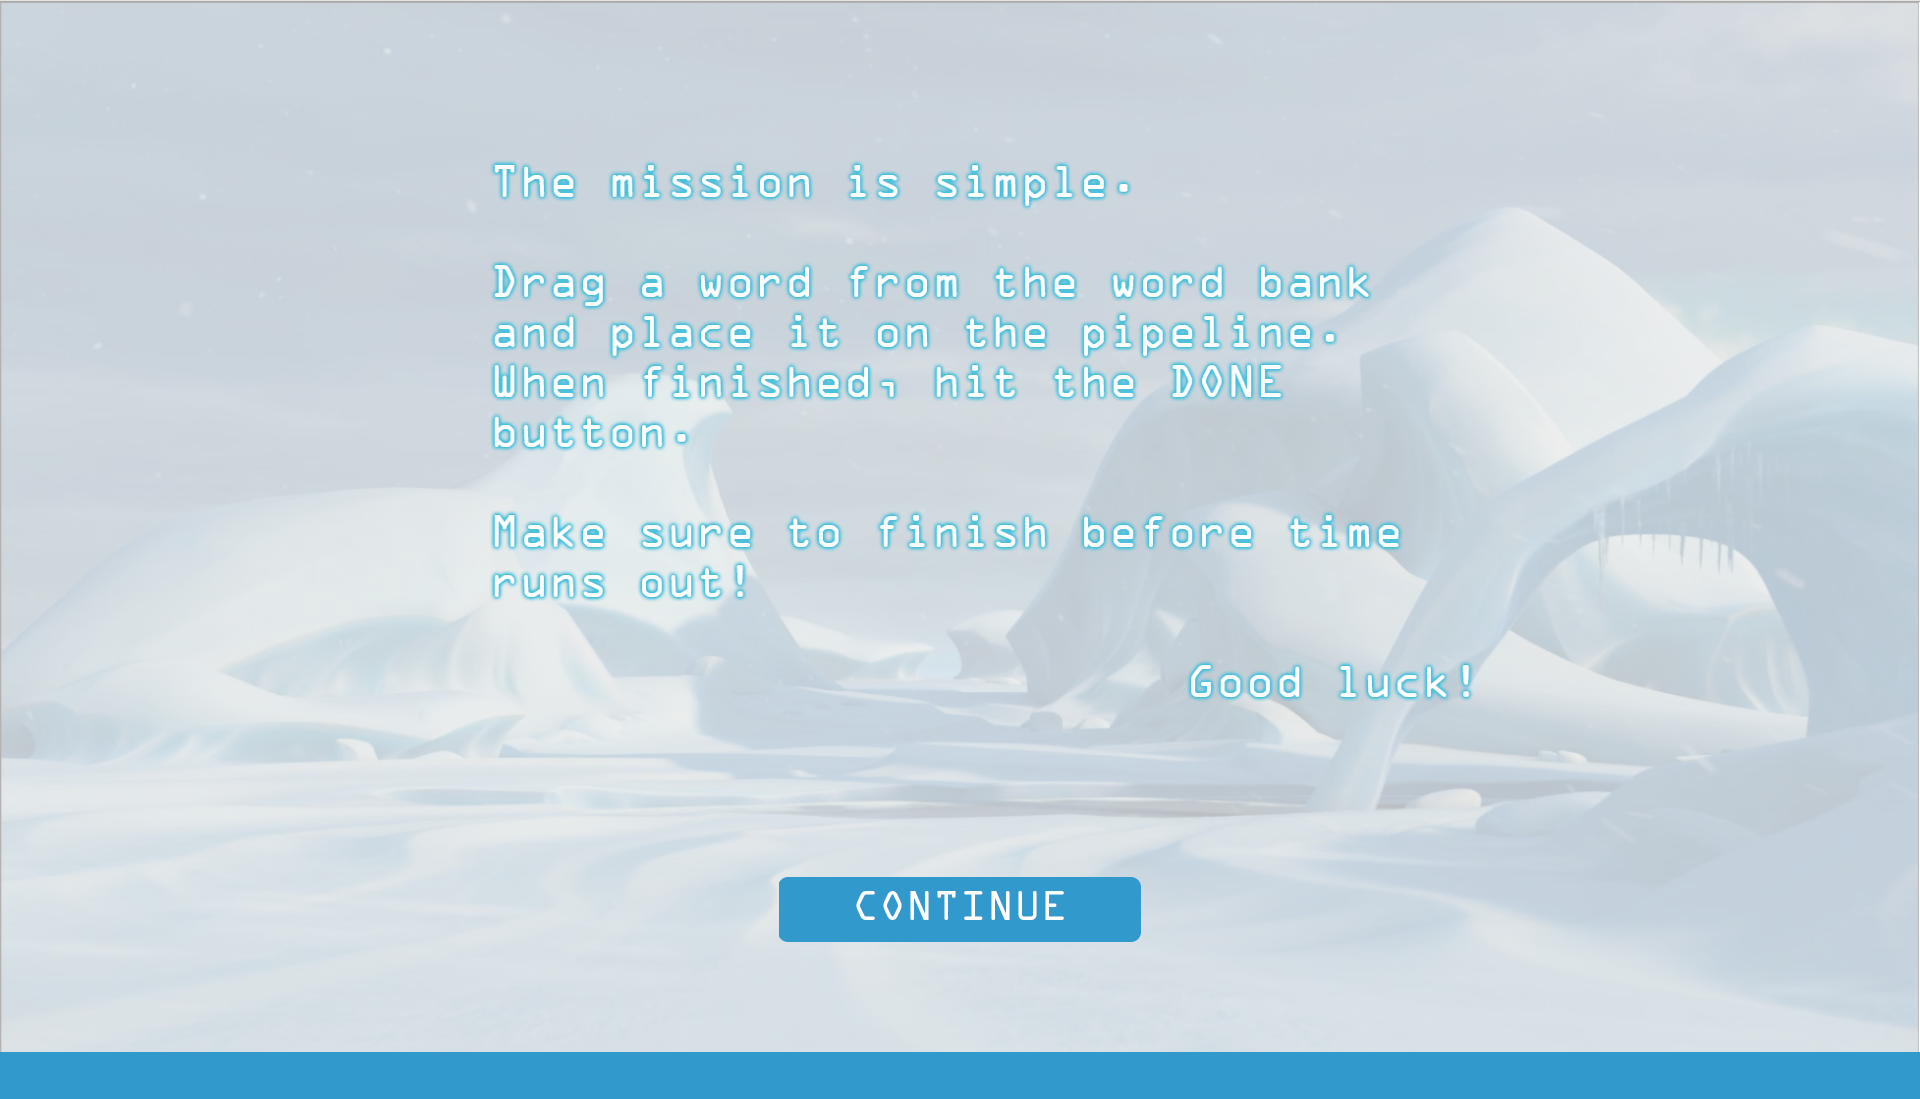 The mission is simple.
Drag a word from the word bank
and place it on the pipeline.
When finished, hit the DONE
button.
Make sure to finish before time
runs out!
Good luck!
CONTINUE